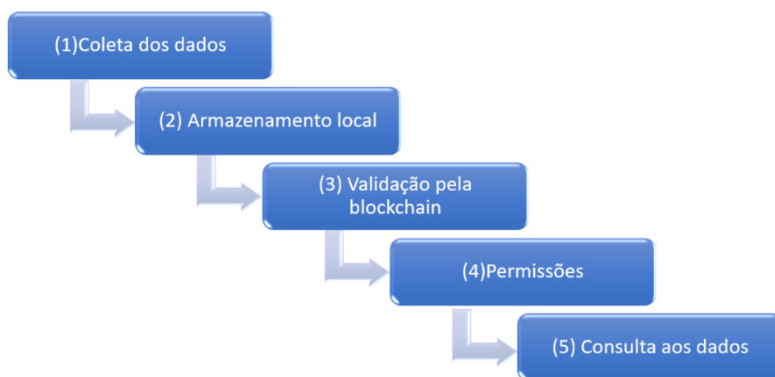 (1)Coleta dos dados
(2) Armazenamento local
(3) Validação pela
blockchain
(4)Permissões
(5) Consulta aos dados